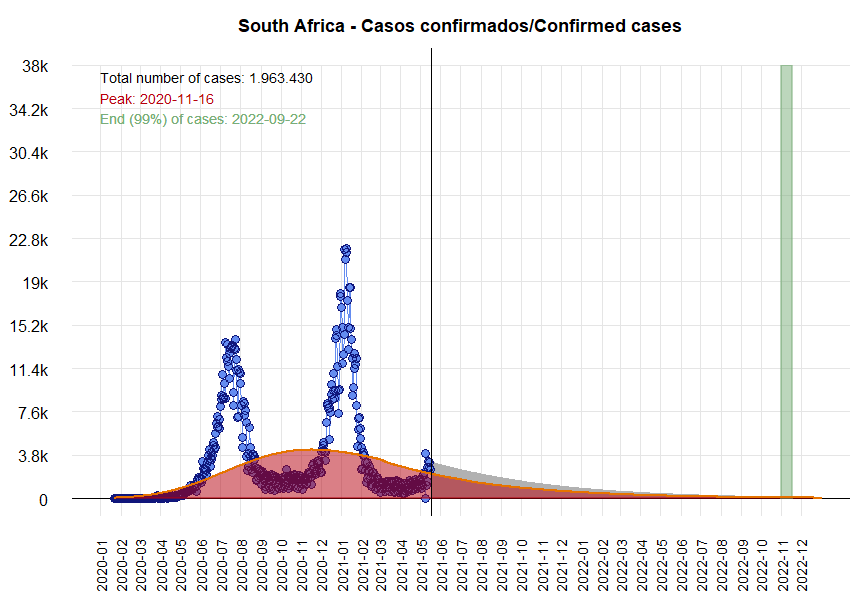 South Africa - Casos confirmados/Confirmed cases
Total number of cases: 1.963.430
Peak: 2020-11-16
End (99%) of cases: 2022-09-22
38k
34.2k
30.4k
26.6k
22.8k
19k
15.2k
11.4k
7.6k
3.8k
0
2020-01
2020-02
2020-03
2020-04
2020-05
2020-06
2020-07
2020-08
2020-09
2020-10
2020-12
2021-01
2021-02
2021-03
2021-04
2021-05
2021-06
2021-07
2021-08
2021-09
2021-10
2021-11
2021-12
2022-01
2022-02
2022-03
2022-04
2022-05
2022-06
2022-07
2022-08
2022-09
2022-10
2022-11
2022-12